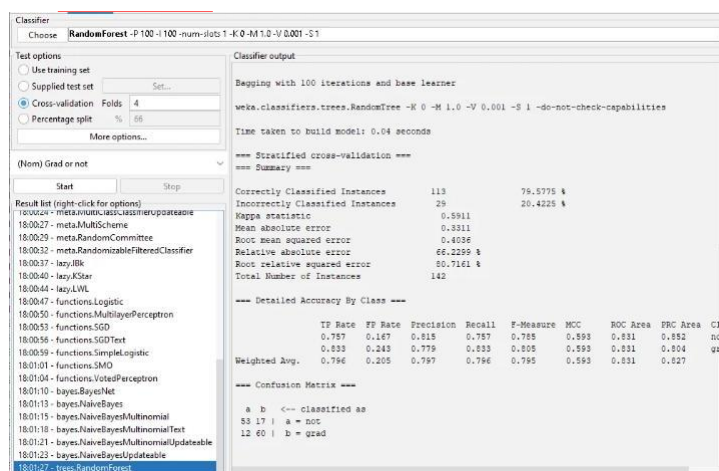 Classifier
Choose RandomForest -P 100 -I 100 -num-slots 1 -K 0 -M 1.0 -V 0.001 -S 1
Test options
Use training set
Supplied test set Set...
Cross-validation Folds 4
Percentage split % 66
More options...
(Nom) Grad or not
Start Stop
Result list (right-click for options)
18:00:24 - meta.MultiClassClassifierUpdateable
18:00:27 - meta.MultiScheme
18:00:29 - meta.RandomCommittee
18:00:32 - meta.RandomizableFilteredClassifier
18:00:37 - lazy.IBk
18:00:40 - lazy.KStar
18:00:44 - lazy.LWL
18:00:47 - functions.Logistic
18:00:50 - functions.MultilayerPerceptron
18:00:53 - functions.SGD
18:00:56 - functions.SGDText
18:00:59 - functions.SimpleLogistic
18:01:01 - functions.SMO
18:01:04 - functions.VotedPerceptron
18:01:10 - bayes.BayesNet
18:01:13 - bayes.NaiveBayes
18:01:15 - bayes.NaiveBayesMultinomial
18:01:18 - bayes.NaiveBayesMultinomialText
18:01:21 - bayes.NaiveBayesMultinomialUpdateable
18:01:23 - bayes.NaiveBayesUpdateable
18:01:27 - trees.RandomForest
Classifier output
Bagging with 100 iterations and base learner
weka.classifiers.trees.RandomTree -K 0 -M 1.0 -V 0.001 -S 1 -do-not-check-capabilities
Time taken to build model: 0.04 seconds
=== Stratified cross-validation ===
=== Summary ===
Correctly Classified Instances 113 79.5775 %
Incorrectly Classified Instances 29 20.4225 %
Kappa statistic 0.5911
Mean absolute error 0.3311
Root mean squared error 0.4036
Relative absolute error 66.2299 %
Root relative squared error 80.7161 %
Total Number of Instances 142
=== Detailed Accuracy By Class ===
TP Rate FP Rate Precision Recall F-Measure MCC ROC Area PRC Area Cl
0.757 0.167 0.815 0.757 0.785 0.593 0.831 0.852 no
0.833 0.243 0.779 0.833 0.805 0.593 0.831 0.804 gr
Weighted Avg. 0.796 0.205 0.797 0.796 0.795 0.593 0.831 0.827
=== Confusion Matrix ===
a b <-- classified as
53 17 | a = not
12 60 | b = grad